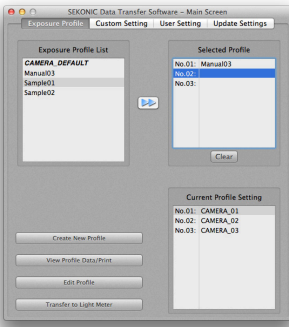 SEKONIC Data Transfer Software – Main Screen
Exposure Profile Custom Setting User Setting Update Settings
Exposure Profile List
CAMERA_DEFAULT
Manual03
Sample01
Sample02
Selected Profile
No.01: Manual03
No.02:
No.03:
Clear
Current Profile Setting
No.01: CAMERA_01
No.02: CAMERA_02
No.03: CAMERA_03
Create New Profile
View Profile Data/Print
Edit Profile
Transfer to Light Meter